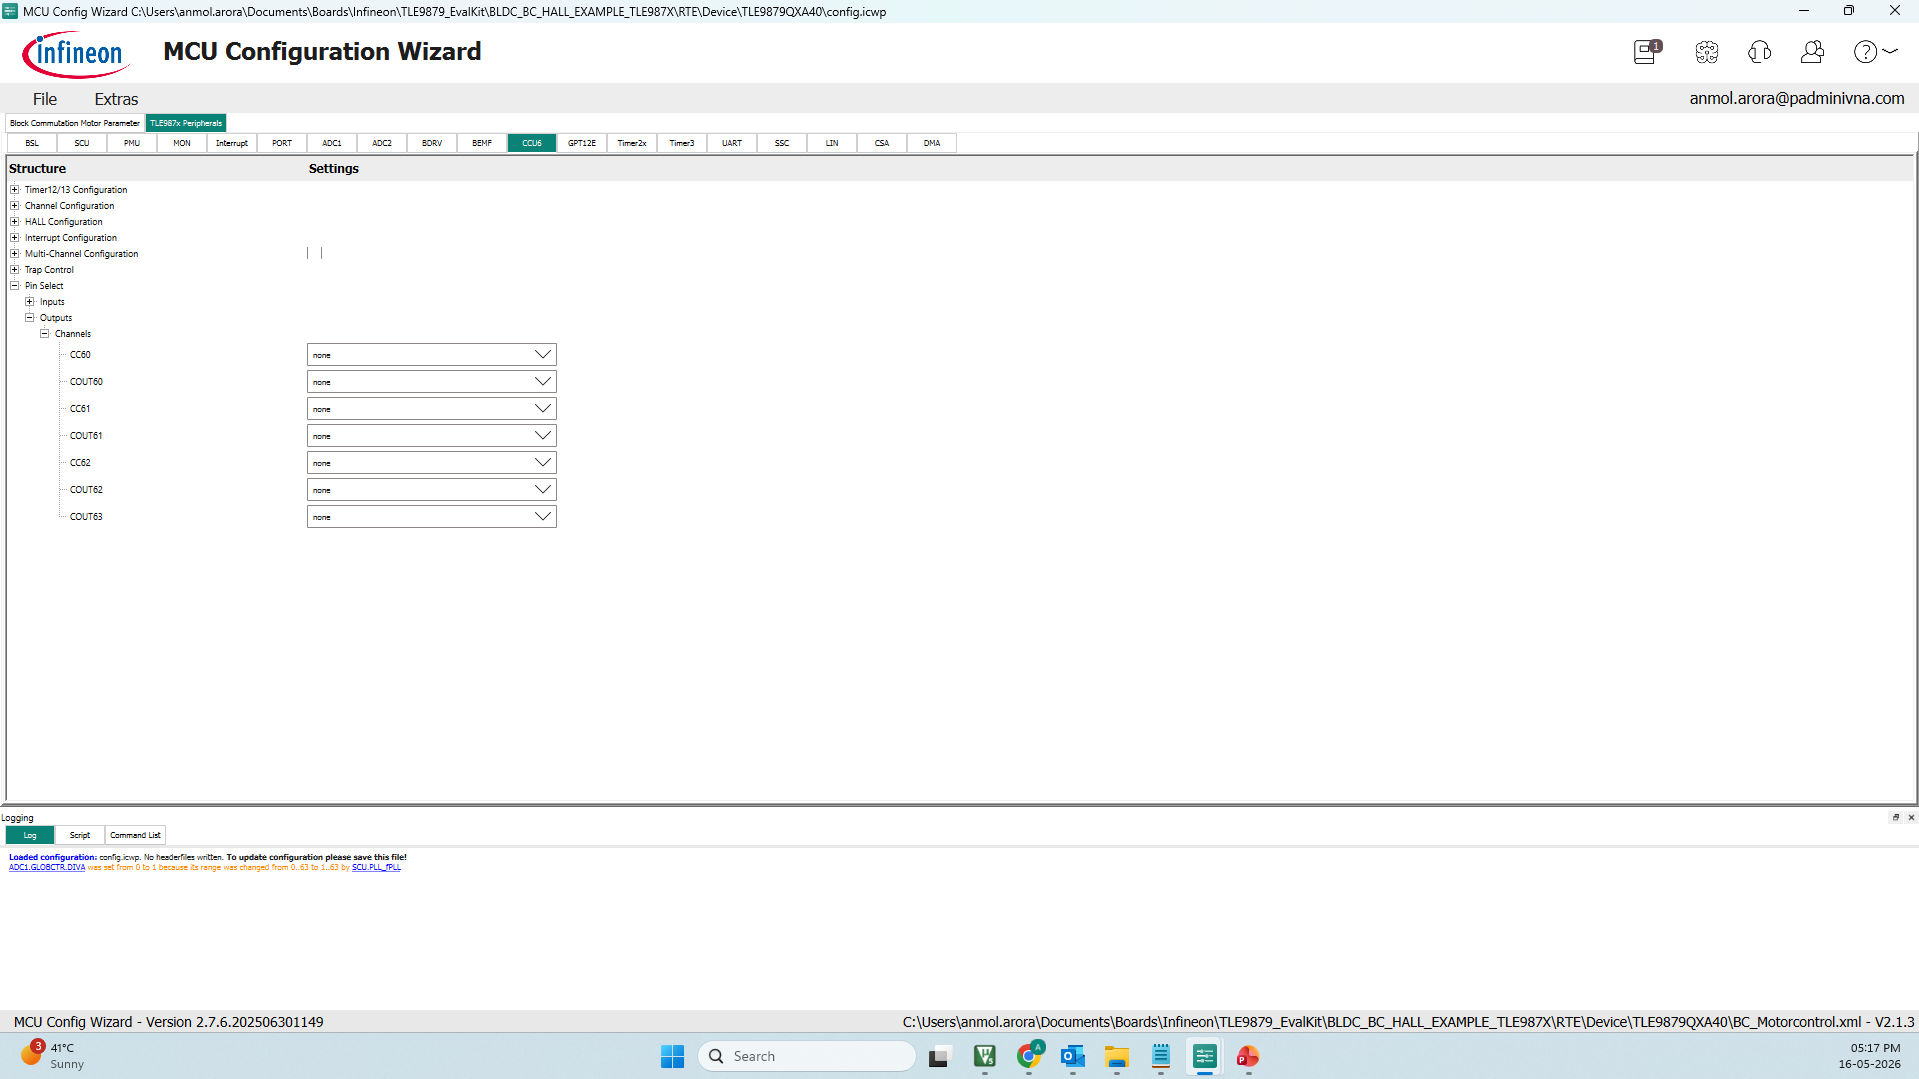 MCU Config Wizard C:\Users\anmol.arora\Documents\Boards\Infineon\TLE9879_EvalKit\BLDC_BC_HALL_EXAMPLE_TLE987X\RTE\Device\TLE9879QXA40\config.icwp
infineon
MCU Configuration Wizard
1
File Extras anmol.arora@padminivna.com
Block Commutation Motor Parameter TLE987x Peripherals
BSL SCU PMU MON Interrupt PORT ADC1 ADC2 BDRV BEMF CCU6 GPT12E Timer2x Timer3 UART SSC LIN CSA DMA
Structure Settings
Timer12/13 Configuration
Channel Configuration
HALL Configuration
Interrupt Configuration
Multi-Channel Configuration
Trap Control
Pin Select
Inputs
Outputs
Channels
CC60 none
COUT60 none
CC61 none
COUT61 none
CC62 none
COUT62 none
COUT63 none
Logging
Log Script Command List
Loaded configuration: config.icwp. No headerfiles written. To update configuration please save this file!
ADC1.GLOBCTR.DIVA was set from 0 to 1 because its range was changed from 0..63 to 1..63 by SCU.PLL_fPLL
MCU Config Wizard - Version 2.7.6.202506301149 C:\Users\anmol.arora\Documents\Boards\Infineon\TLE9879_EvalKit\BLDC_BC_HALL_EXAMPLE_TLE987X\RTE\Device\TLE9879QXA40\BC_Motorcontrol.xml - V2.1.3
3
41°C
Sunny
Search
A
05:17 PM
16-05-2026